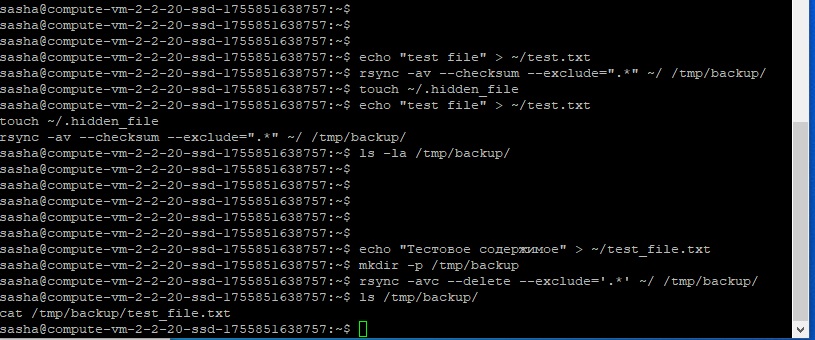 sasha@compute-vm-2-2-20-ssd-1755851638757:~$
sasha@compute-vm-2-2-20-ssd-1755851638757:~$
sasha@compute-vm-2-2-20-ssd-1755851638757:~$
sasha@compute-vm-2-2-20-ssd-1755851638757:~$ echo "test file" > ~/test.txt
sasha@compute-vm-2-2-20-ssd-1755851638757:~$ rsync -av --checksum --exclude=".*" ~/ /tmp/backup/
sasha@compute-vm-2-2-20-ssd-1755851638757:~$ touch ~/.hidden_file
sasha@compute-vm-2-2-20-ssd-1755851638757:~$ echo "test file" > ~/test.txt
touch ~/.hidden_file
rsync -av --checksum --exclude=".*" ~/ /tmp/backup/
sasha@compute-vm-2-2-20-ssd-1755851638757:~$ ls -la /tmp/backup/
sasha@compute-vm-2-2-20-ssd-1755851638757:~$
sasha@compute-vm-2-2-20-ssd-1755851638757:~$
sasha@compute-vm-2-2-20-ssd-1755851638757:~$
sasha@compute-vm-2-2-20-ssd-1755851638757:~$
sasha@compute-vm-2-2-20-ssd-1755851638757:~$
sasha@compute-vm-2-2-20-ssd-1755851638757:~$ echo "Тестовое содержимое" > ~/test_file.txt
sasha@compute-vm-2-2-20-ssd-1755851638757:~$ mkdir -p /tmp/backup
sasha@compute-vm-2-2-20-ssd-1755851638757:~$ rsync -avc --delete --exclude='.*' ~/ /tmp/backup/
sasha@compute-vm-2-2-20-ssd-1755851638757:~$ ls /tmp/backup/
cat /tmp/backup/test_file.txt
sasha@compute-vm-2-2-20-ssd-1755851638757:~$